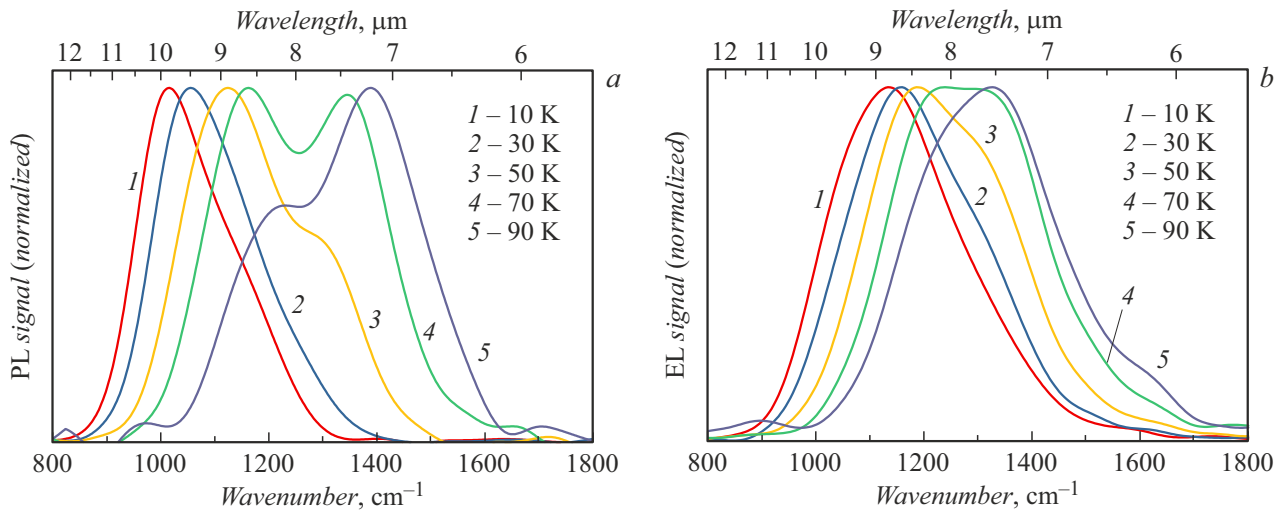 Wavelength, μm
12 11 10 9 8 7 6
a
PL signal (normalized)
1 – 10 K
2 – 30 K
3 – 50 K
4 – 70 K
5 – 90 K
1
2
3
4
5
800 1000 1200 1400 1600 1800
Wavenumber, cm⁻¹
Wavelength, μm
12 11 10 9 8 7 6
b
EL signal (normalized)
1 – 10 K
2 – 30 K
3 – 50 K
4 – 70 K
5 – 90 K
1
3
2
4
5
800 1000 1200 1400 1600 1800
Wavenumber, cm⁻¹